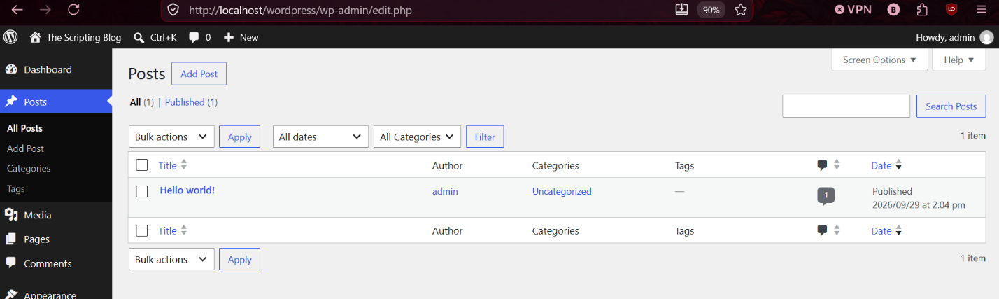 http://localhost/wordpress/wp-admin/edit.php 90% VPN B
The Scripting Blog Ctrl+K 0 New Howdy, admin
Screen Options Help
Dashboard
Posts
All Posts
Add Post
Categories
Tags
Media
Pages
Comments
Appearance
Posts Add Post
All (1) | Published (1)
Search Posts
Bulk actions Apply All dates All Categories Filter 1 item
Title Author Categories Tags Date
Hello world! admin Uncategorized — 1 Published
2026/09/29 at 2:04 pm
Title Author Categories Tags Date
Bulk actions Apply 1 item